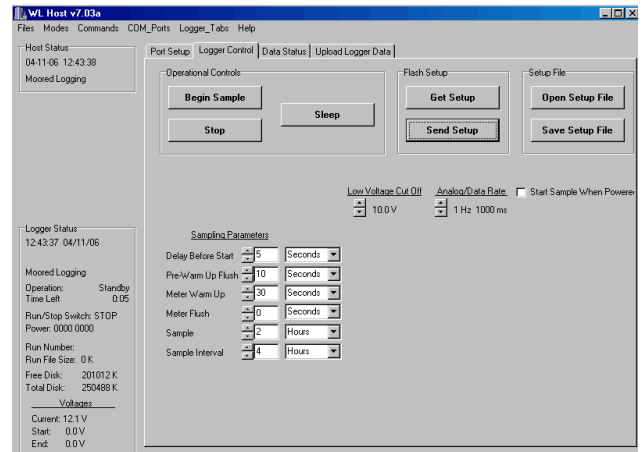 WL Host v7.03a
Files Modes Commands COM_Ports Logger_Tabs Help
Host Status
04-11-06 12:43:38
Moored Logging
Port Setup Logger Control Data Status Upload Logger Data
Operational Controls
Begin Sample
Stop
Sleep
Flash Setup
Get Setup
Send Setup
Setup File
Open Setup File
Save Setup File
Low Voltage Cut Off
10.0 V
Analog/Data Rate
1 Hz 1000 ms
Start Sample When Powered
Sampling Parameters
Delay Before Start 5 Seconds
Pre-Warm Up Flush 10 Seconds
Meter Warm Up 30 Seconds
Meter Flush 0 Seconds
Sample 2 Hours
Sample Interval 4 Hours
Logger Status
12:43:37 04/11/06
Moored Logging
Operation: Standby
Time Left 0:05
Run/Stop Switch: STOP
Power: 0000 0000
Run Number:
Run File Size: 0 K
Free Disk: 201012 K
Total Disk: 250488 K
Voltages
Current: 12.1 V
Start: 0.0 V
End: 0.0 V